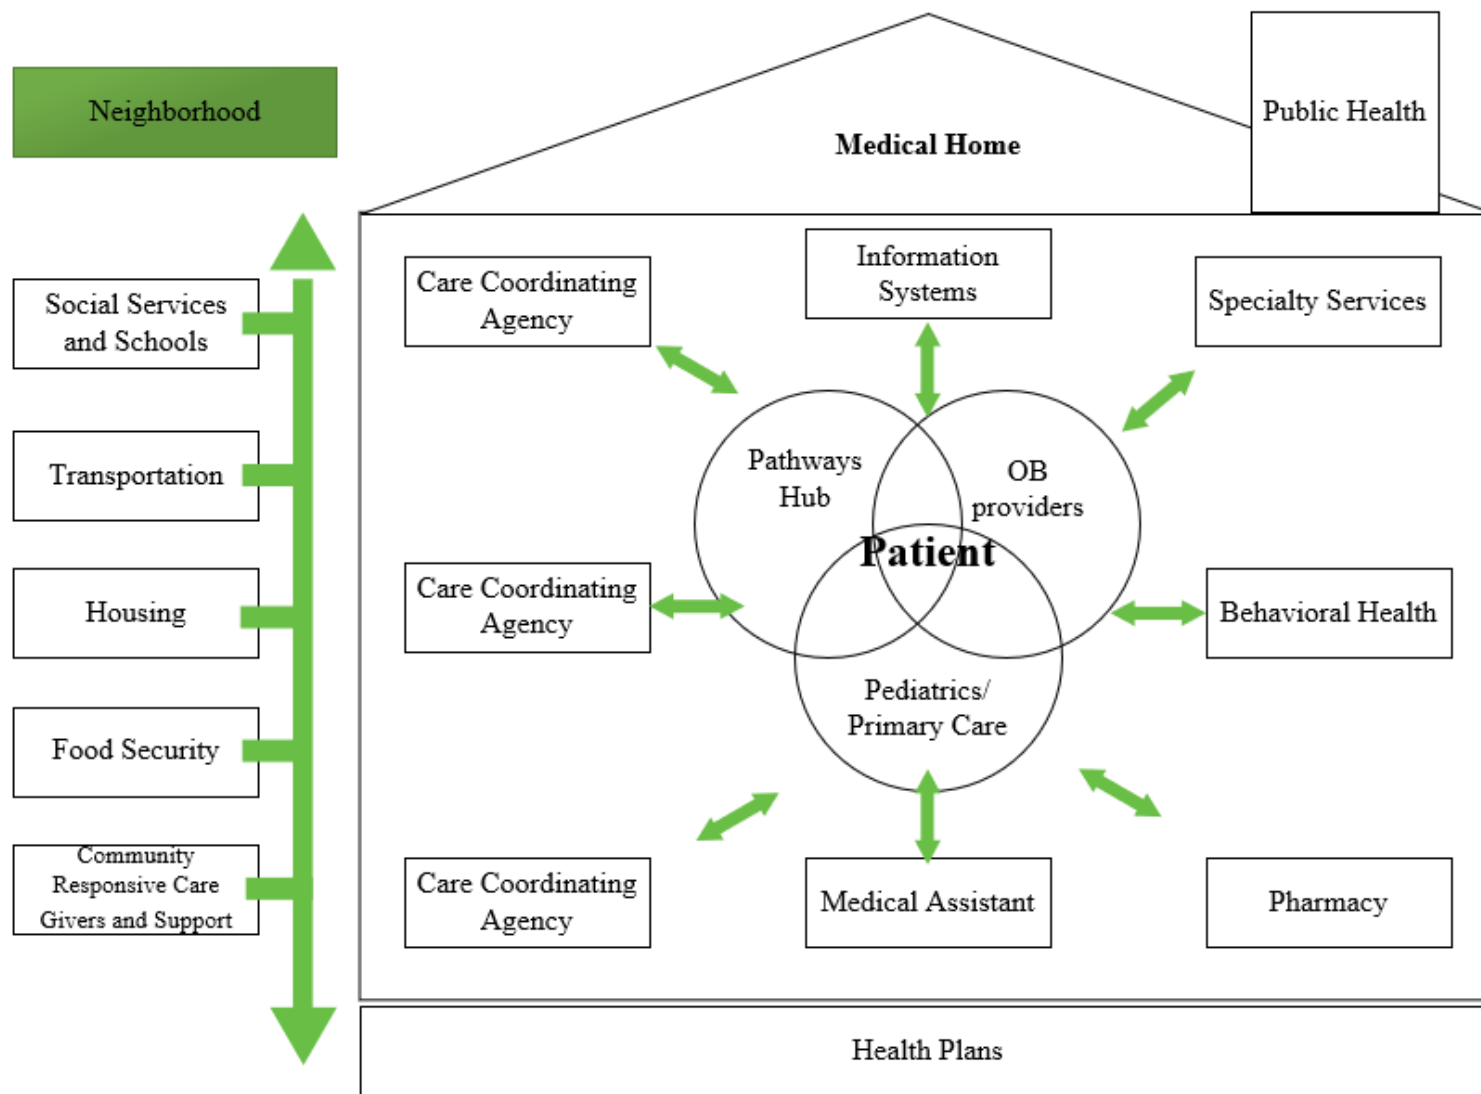 Neighborhood
Social Services
and Schools
Transportation
Housing
Food Security
Community
Responsive Care
Givers and Support
Medical Home
Public Health
Care Coordinating
Agency
Information
Systems
Specialty Services
Pathways
Hub
OB
providers
Patient
Care Coordinating
Agency
Behavioral Health
Pediatrics/
Primary Care
Care Coordinating
Agency
Medical Assistant
Pharmacy
Health Plans